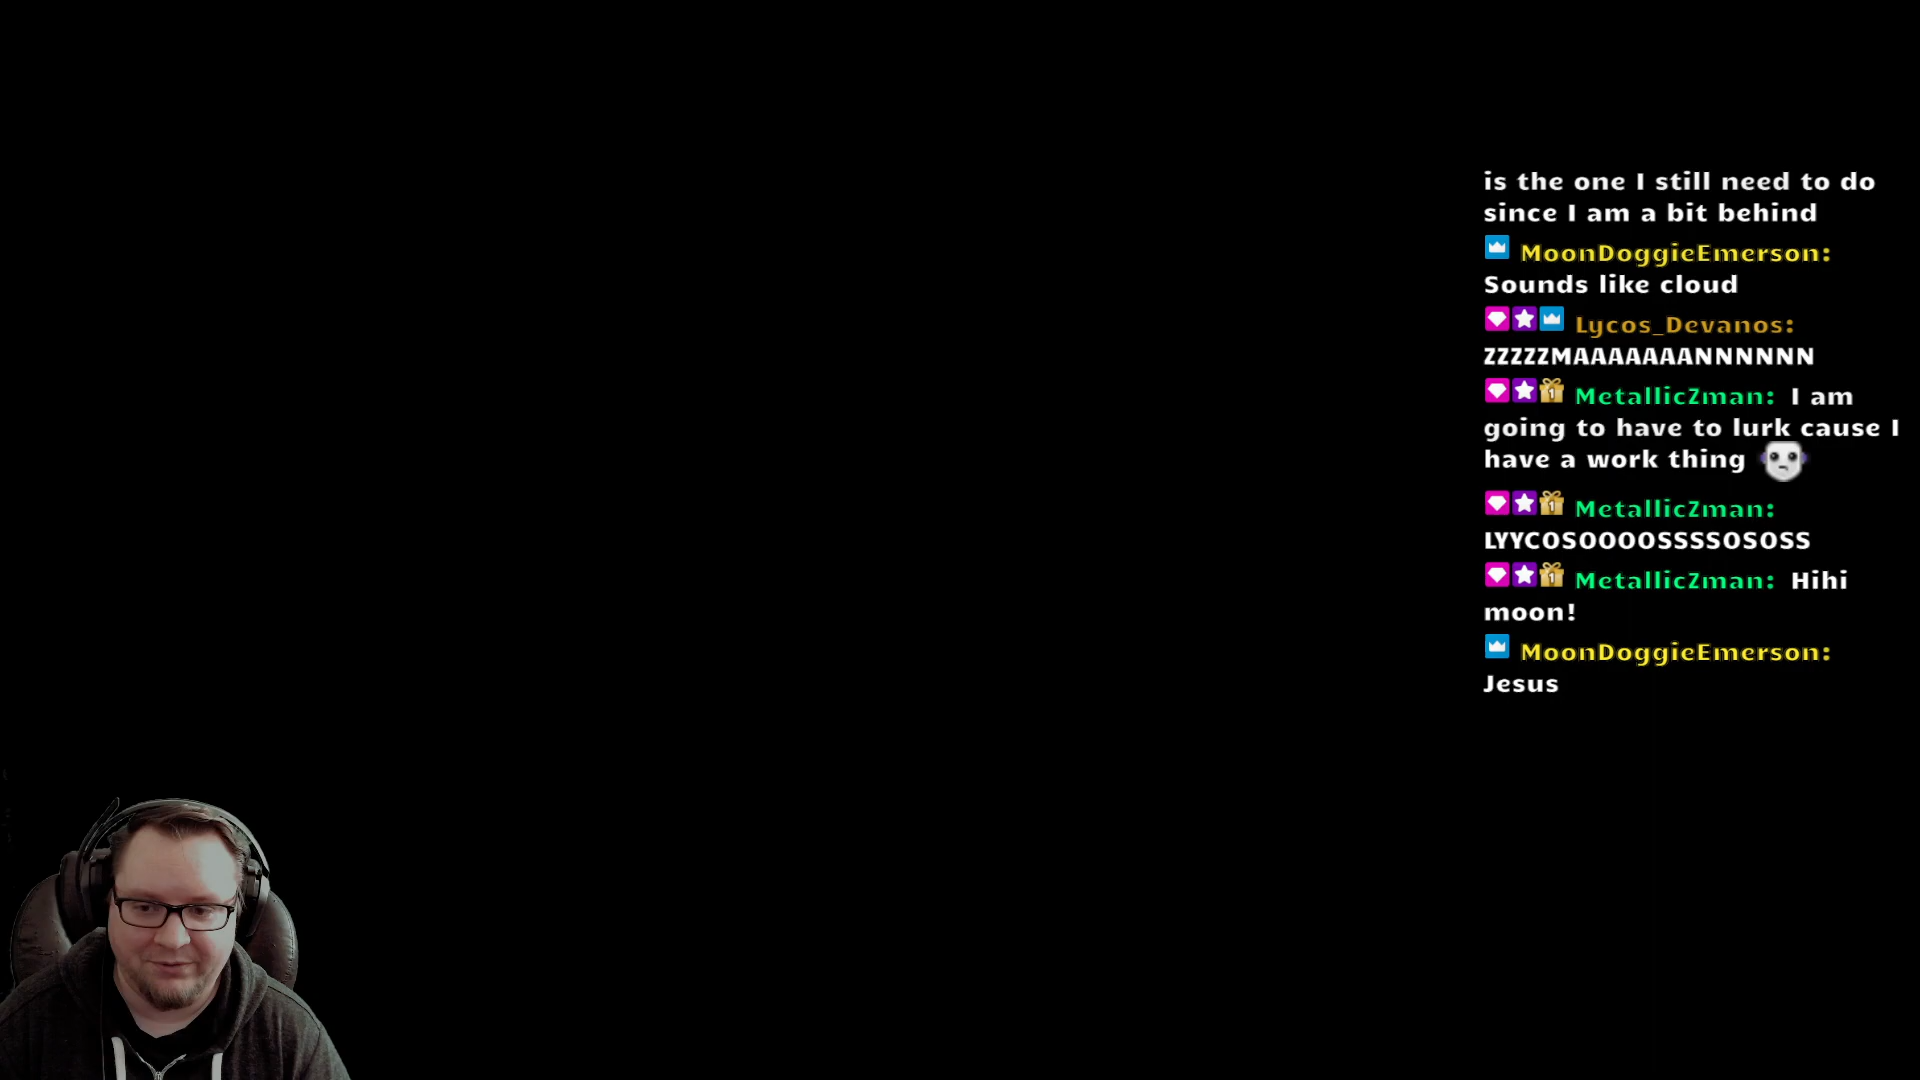 is the one I still need to do
since I am a bit behind
MoonDoggieEmerson:
Sounds like cloud
Lycos_Devanos:
ZZZZZMAAAAAAANNNNNN
MetallicZman: I am
going to have to lurk cause I
have a work thing
MetallicZman:
LYYCOSOOOOSSSSOSOSS
MetallicZman: Hihi
moon!
MoonDoggieEmerson:
Jesus